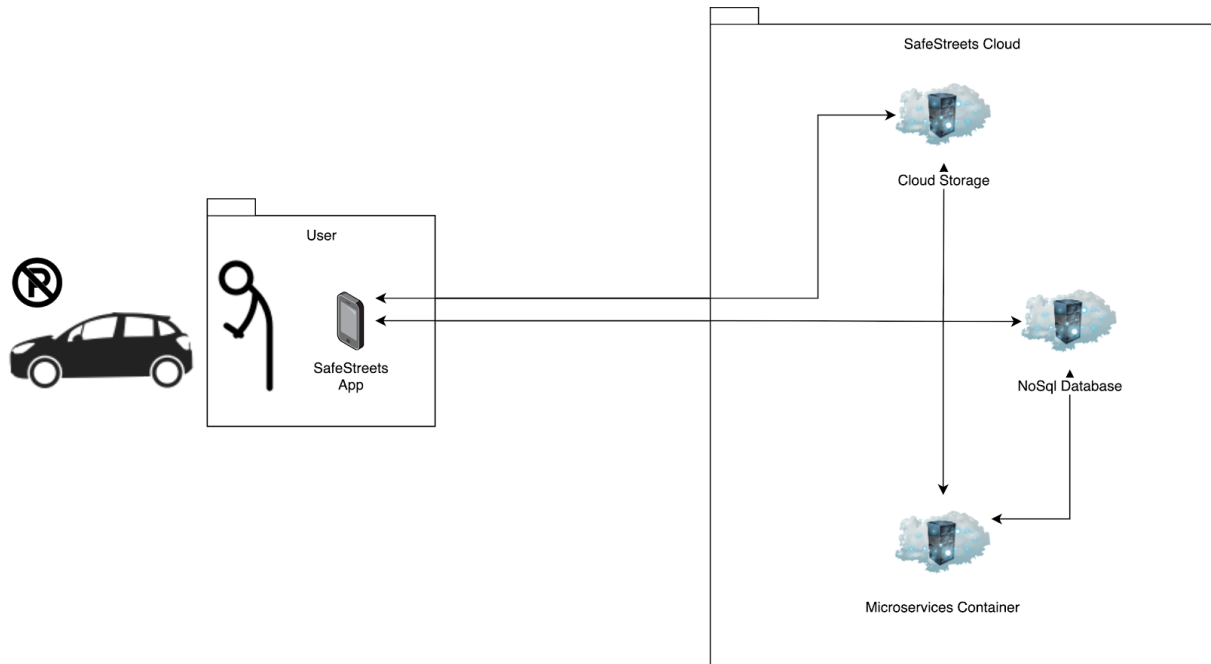 SafeStreets Cloud
Cloud Storage
User
P
SafeStreets
App
NoSql Database
Microservices Container